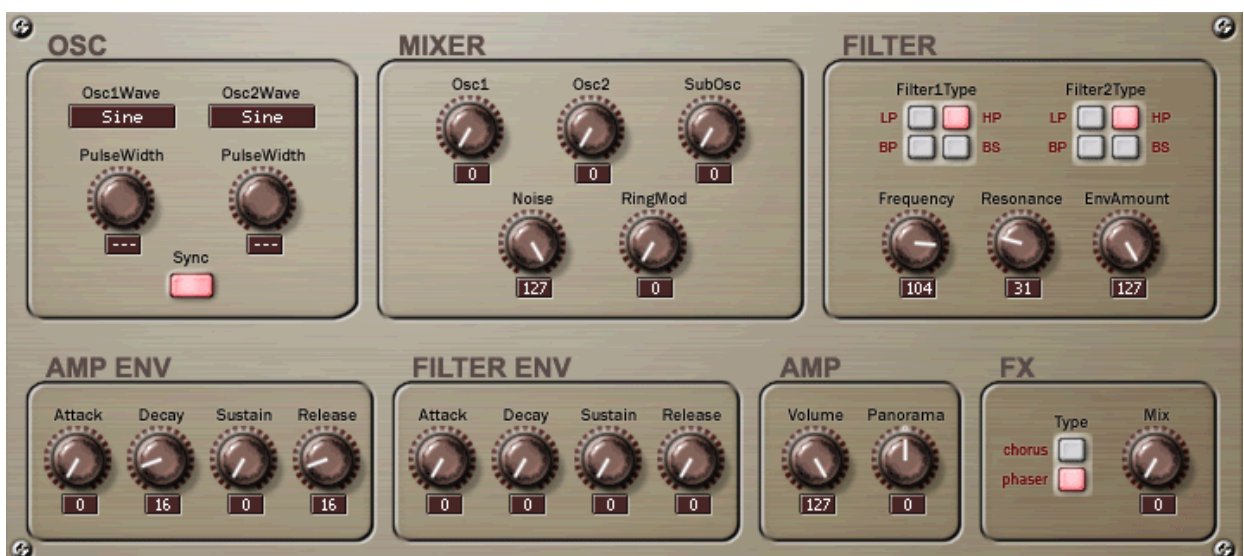 OSC
MIXER
FILTER
Osc1Wave Osc2Wave
Sine Sine
PulseWidth PulseWidth
--- ---
Sync
Osc1 Osc2 SubOsc
0 0 0
Noise RingMod
127 0
Filter1Type Filter2Type
LP HP LP HP
BP BS BP BS
Frequency Resonance EnvAmount
104 31 127
AMP ENV
FILTER ENV
AMP
FX
Attack Decay Sustain Release
0 16 0 16
Attack Decay Sustain Release
0 0 0 0
Volume Panorama
127 0
Type Mix
chorus
phaser
0